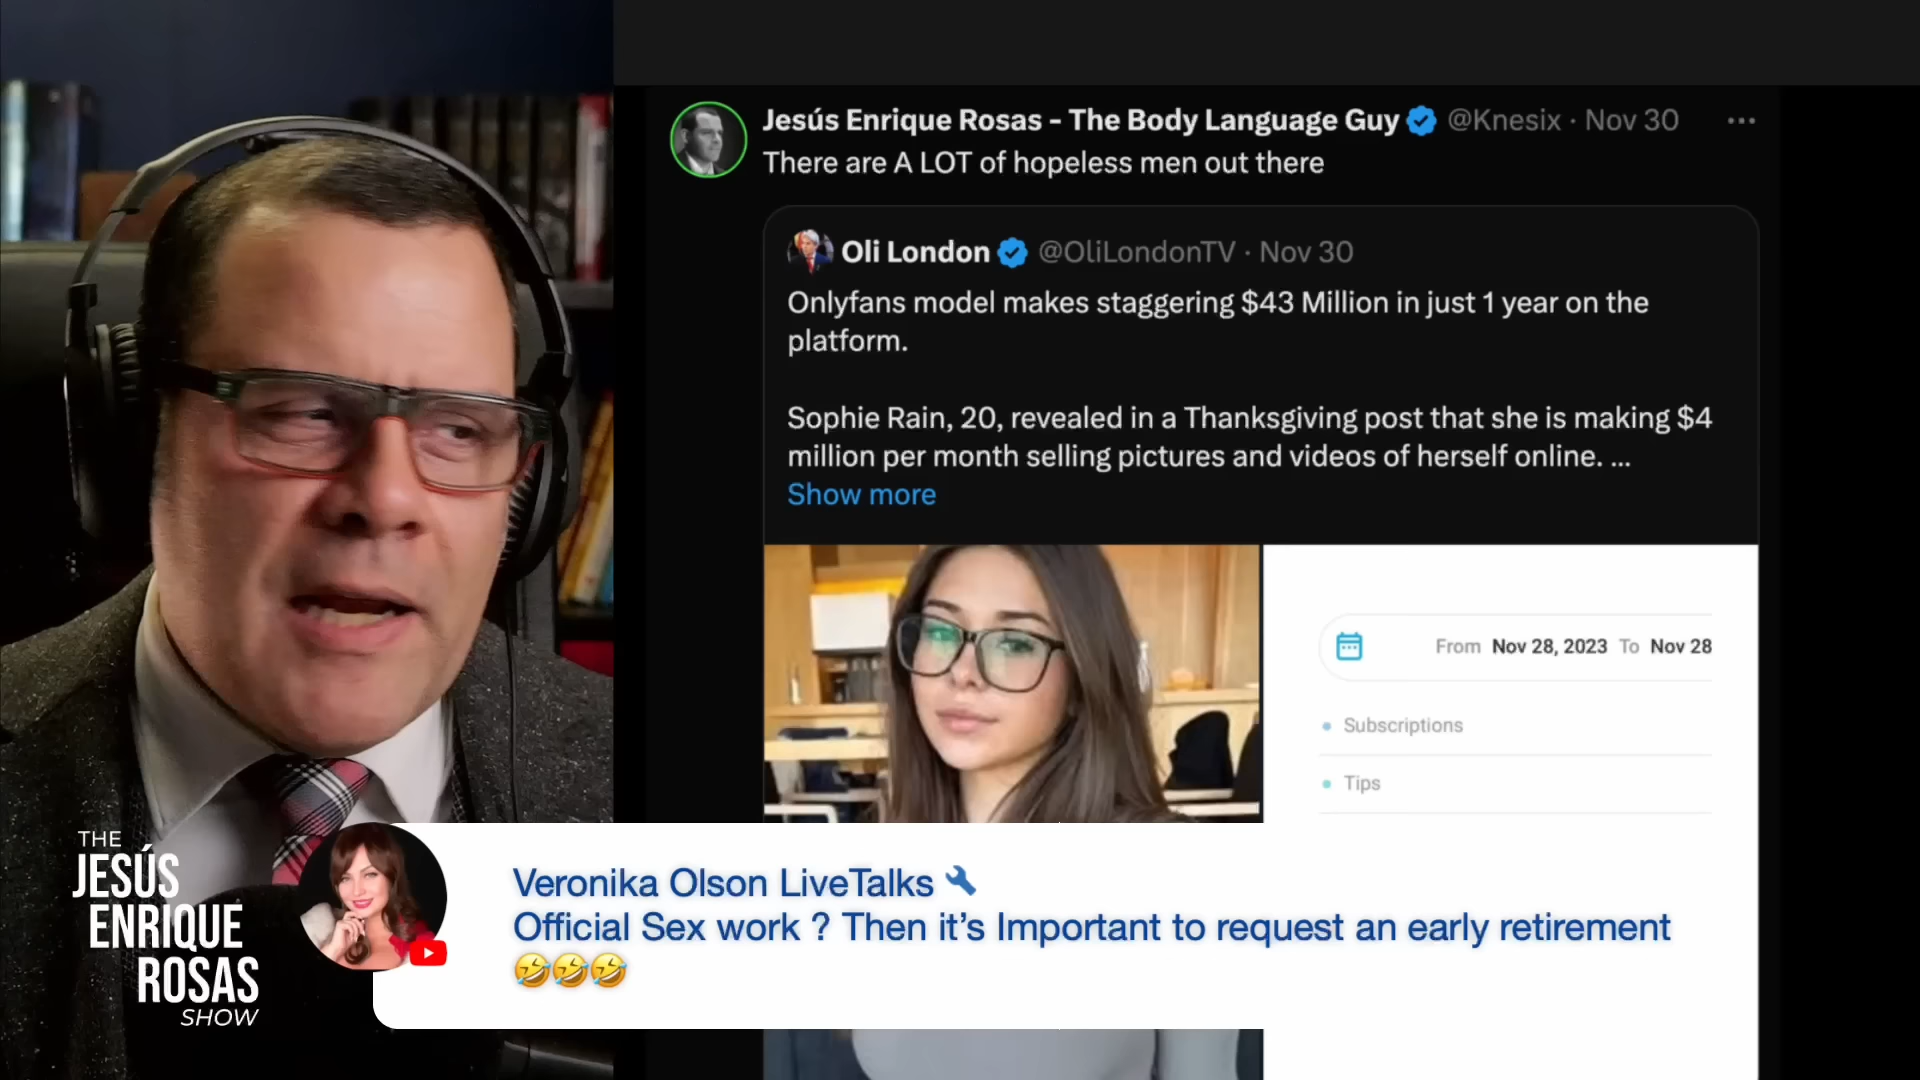 Jesús Enrique Rosas - The Body Language Guy @Knesix · Nov 30 ...
There are A LOT of hopeless men out there
Oli London @OliLondonTV · Nov 30
Onlyfans model makes staggering $43 Million in just 1 year on the
platform.
Sophie Rain, 20, revealed in a Thanksgiving post that she is making $4
million per month selling pictures and videos of herself online. ...
Show more
From Nov 28, 2023 To Nov 28
Subscriptions
Tips
THE
JESÚS
ENRIQUE
ROSAS
SHOW
Veronika Olson LiveTalks 🔧
Official Sex work ? Then it’s Important to request an early retirement
🤣🤣🤣